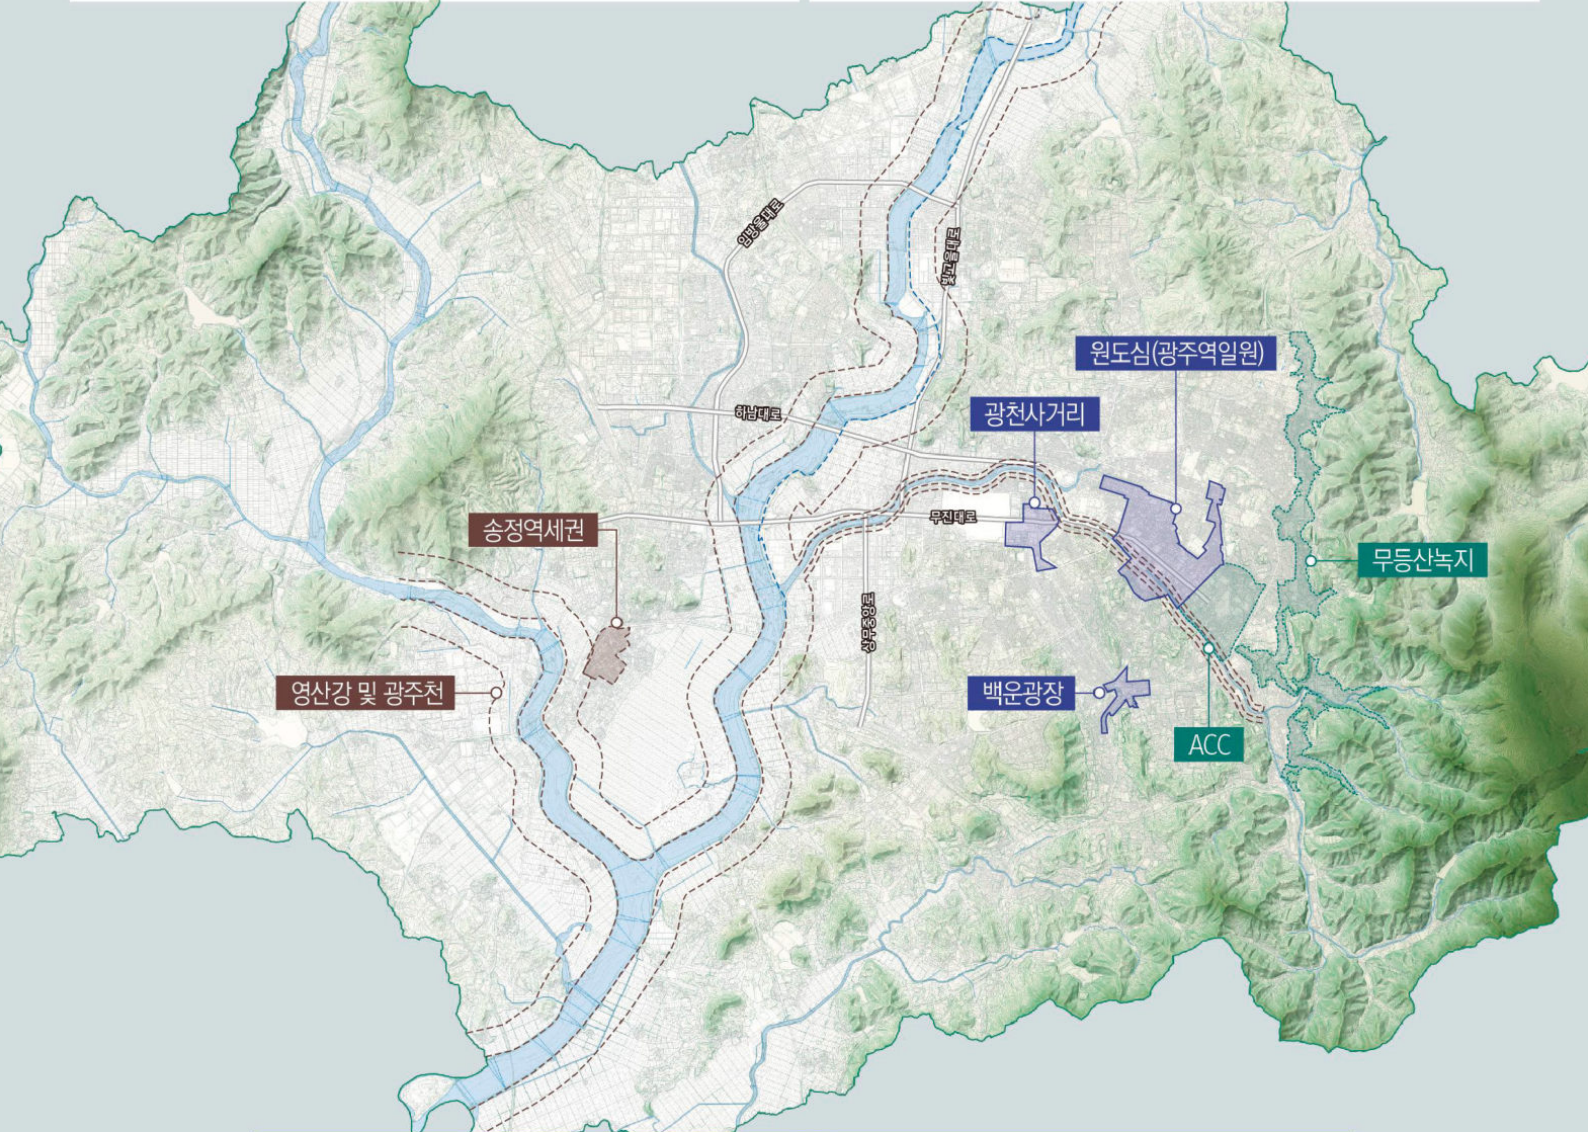 임방울대로
빛고을대로
원도심(광주역일원)
하남대로
광천사거리
송정역세권
무진대로
무등산녹지
상무중앙로
영산강 및 광주천
백운광장
ACC